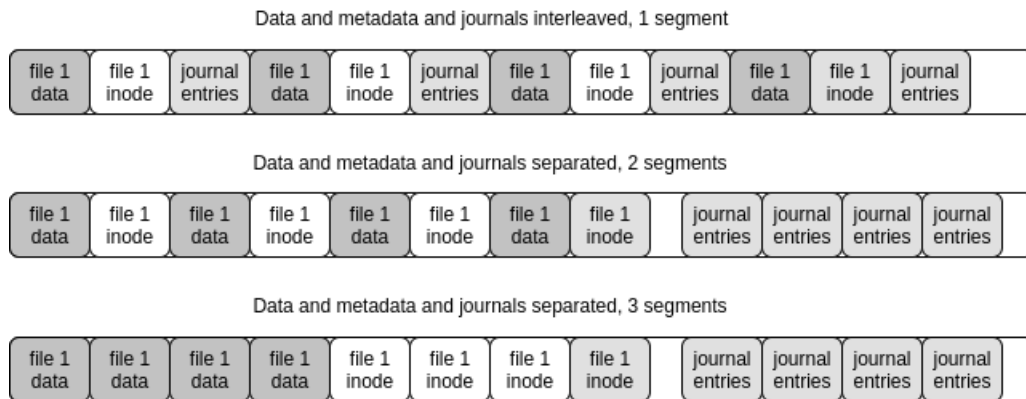 Data and metadata and journals interleaved, 1 segment
file 1 data
file 1 inode
journal entries
file 1 data
file 1 inode
journal entries
file 1 data
file 1 inode
journal entries
file 1 data
file 1 inode
journal entries
Data and metadata and journals separated, 2 segments
file 1 data
file 1 inode
file 1 data
file 1 inode
file 1 data
file 1 inode
file 1 data
file 1 inode
journal entries
journal entries
journal entries
journal entries
Data and metadata and journals separated, 3 segments
file 1 data
file 1 data
file 1 data
file 1 data
file 1 inode
file 1 inode
file 1 inode
file 1 inode
journal entries
journal entries
journal entries
journal entries